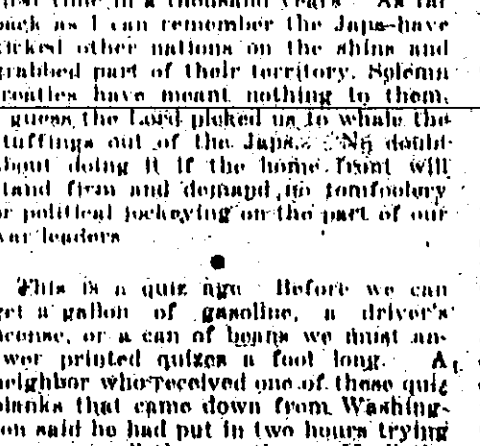 first time in a thousand years. As far
back as I can remember the Japs have
kicked other nations on the shins and
grabbed part of their territory. Solemn
treaties have meant nothing to them.
I guess the Lord picked us to whale the
stuffings out of the Japs. No doubt
about doing it if the home front will
stand firm and demand no tomfoolery
or political jockeying on the part of our
war leaders
This is a quiz age Before we can
get a gallon of gasoline, a driver's
license, or a can of beans we must an-
swer printed quizes a foot long. A
neighbor who received one of these quiz
blanks that came down from Washing-
ton said he had put in two hours trying